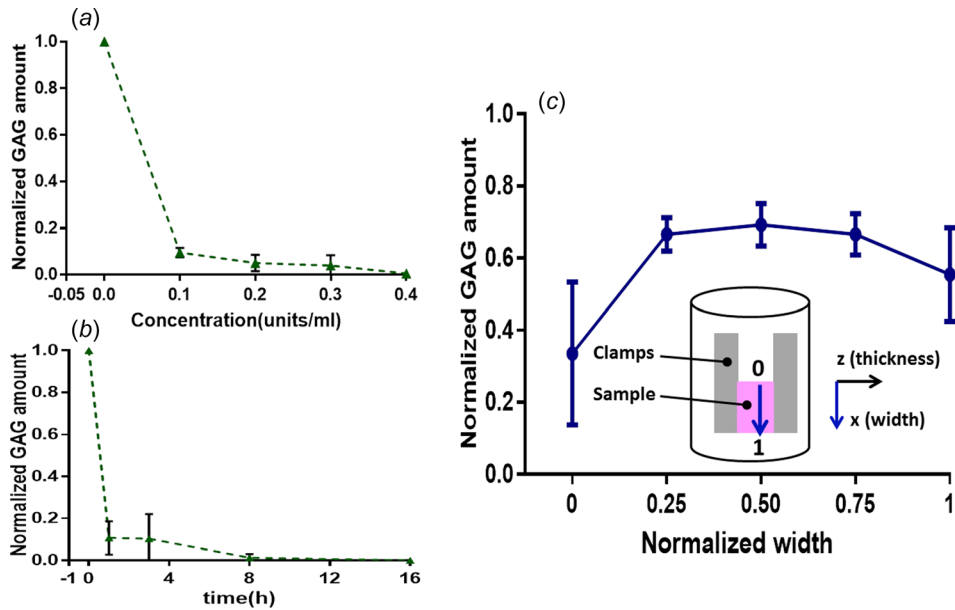 (a)
Normalized GAG amount
1.0
0.8
0.6
0.4
0.2
0.0
-0.05 0.0 0.1 0.2 0.3 0.4
Concentration(units/ml)
(b)
Normalized GAG amount
1.0
0.8
0.6
0.4
0.2
0.0
-1 0 4 8 12 16
time(h)
(c)
Normalized GAG amount
1.0
0.8
0.6
0.4
0.2
0.0
Clamps
0
Sample
1
z (thickness)
x (width)
0 0.25 0.50 0.75 1
Normalized width